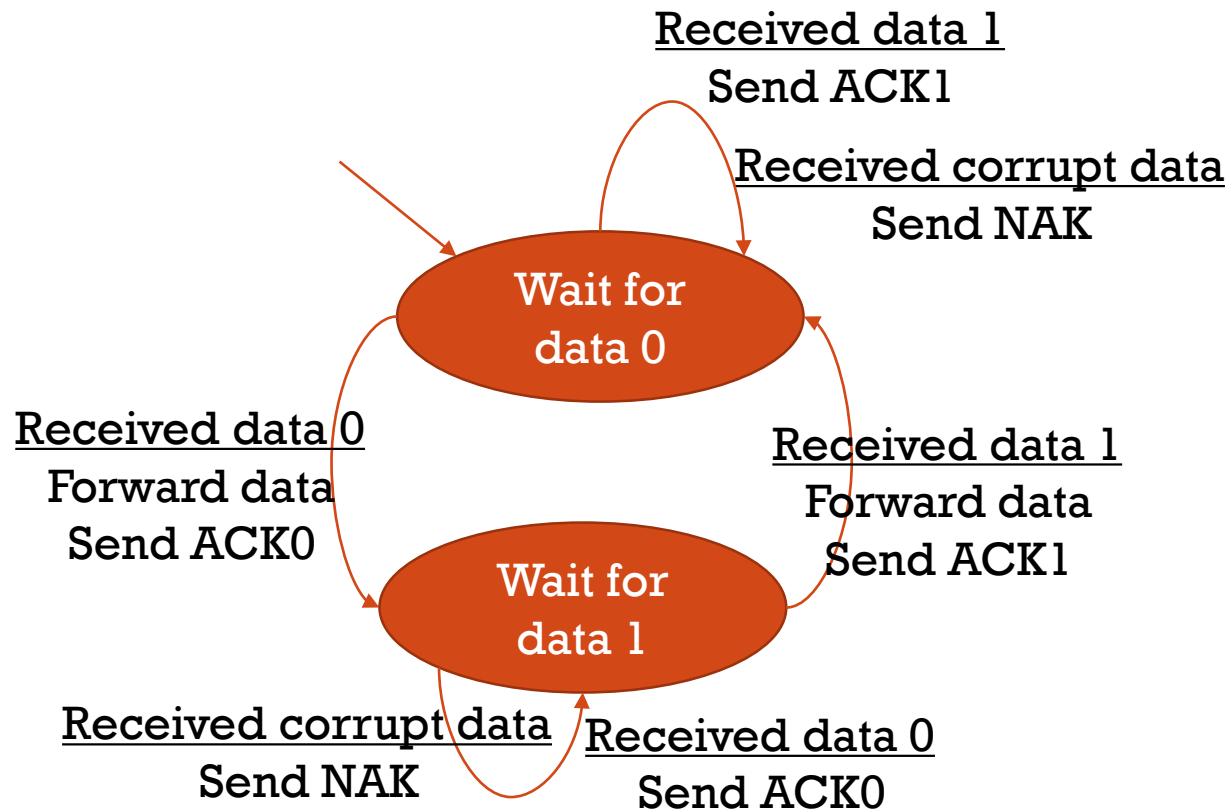 Received data 1
Send ACK1
Received corrupt data
Send NAK
Wait for
data 0
Received data 0
Forward data
Send ACK0
Received data 1
Forward data
Send ACK1
Wait for
data 1
Received corrupt data
Send NAK
Received data 0
Send ACK0